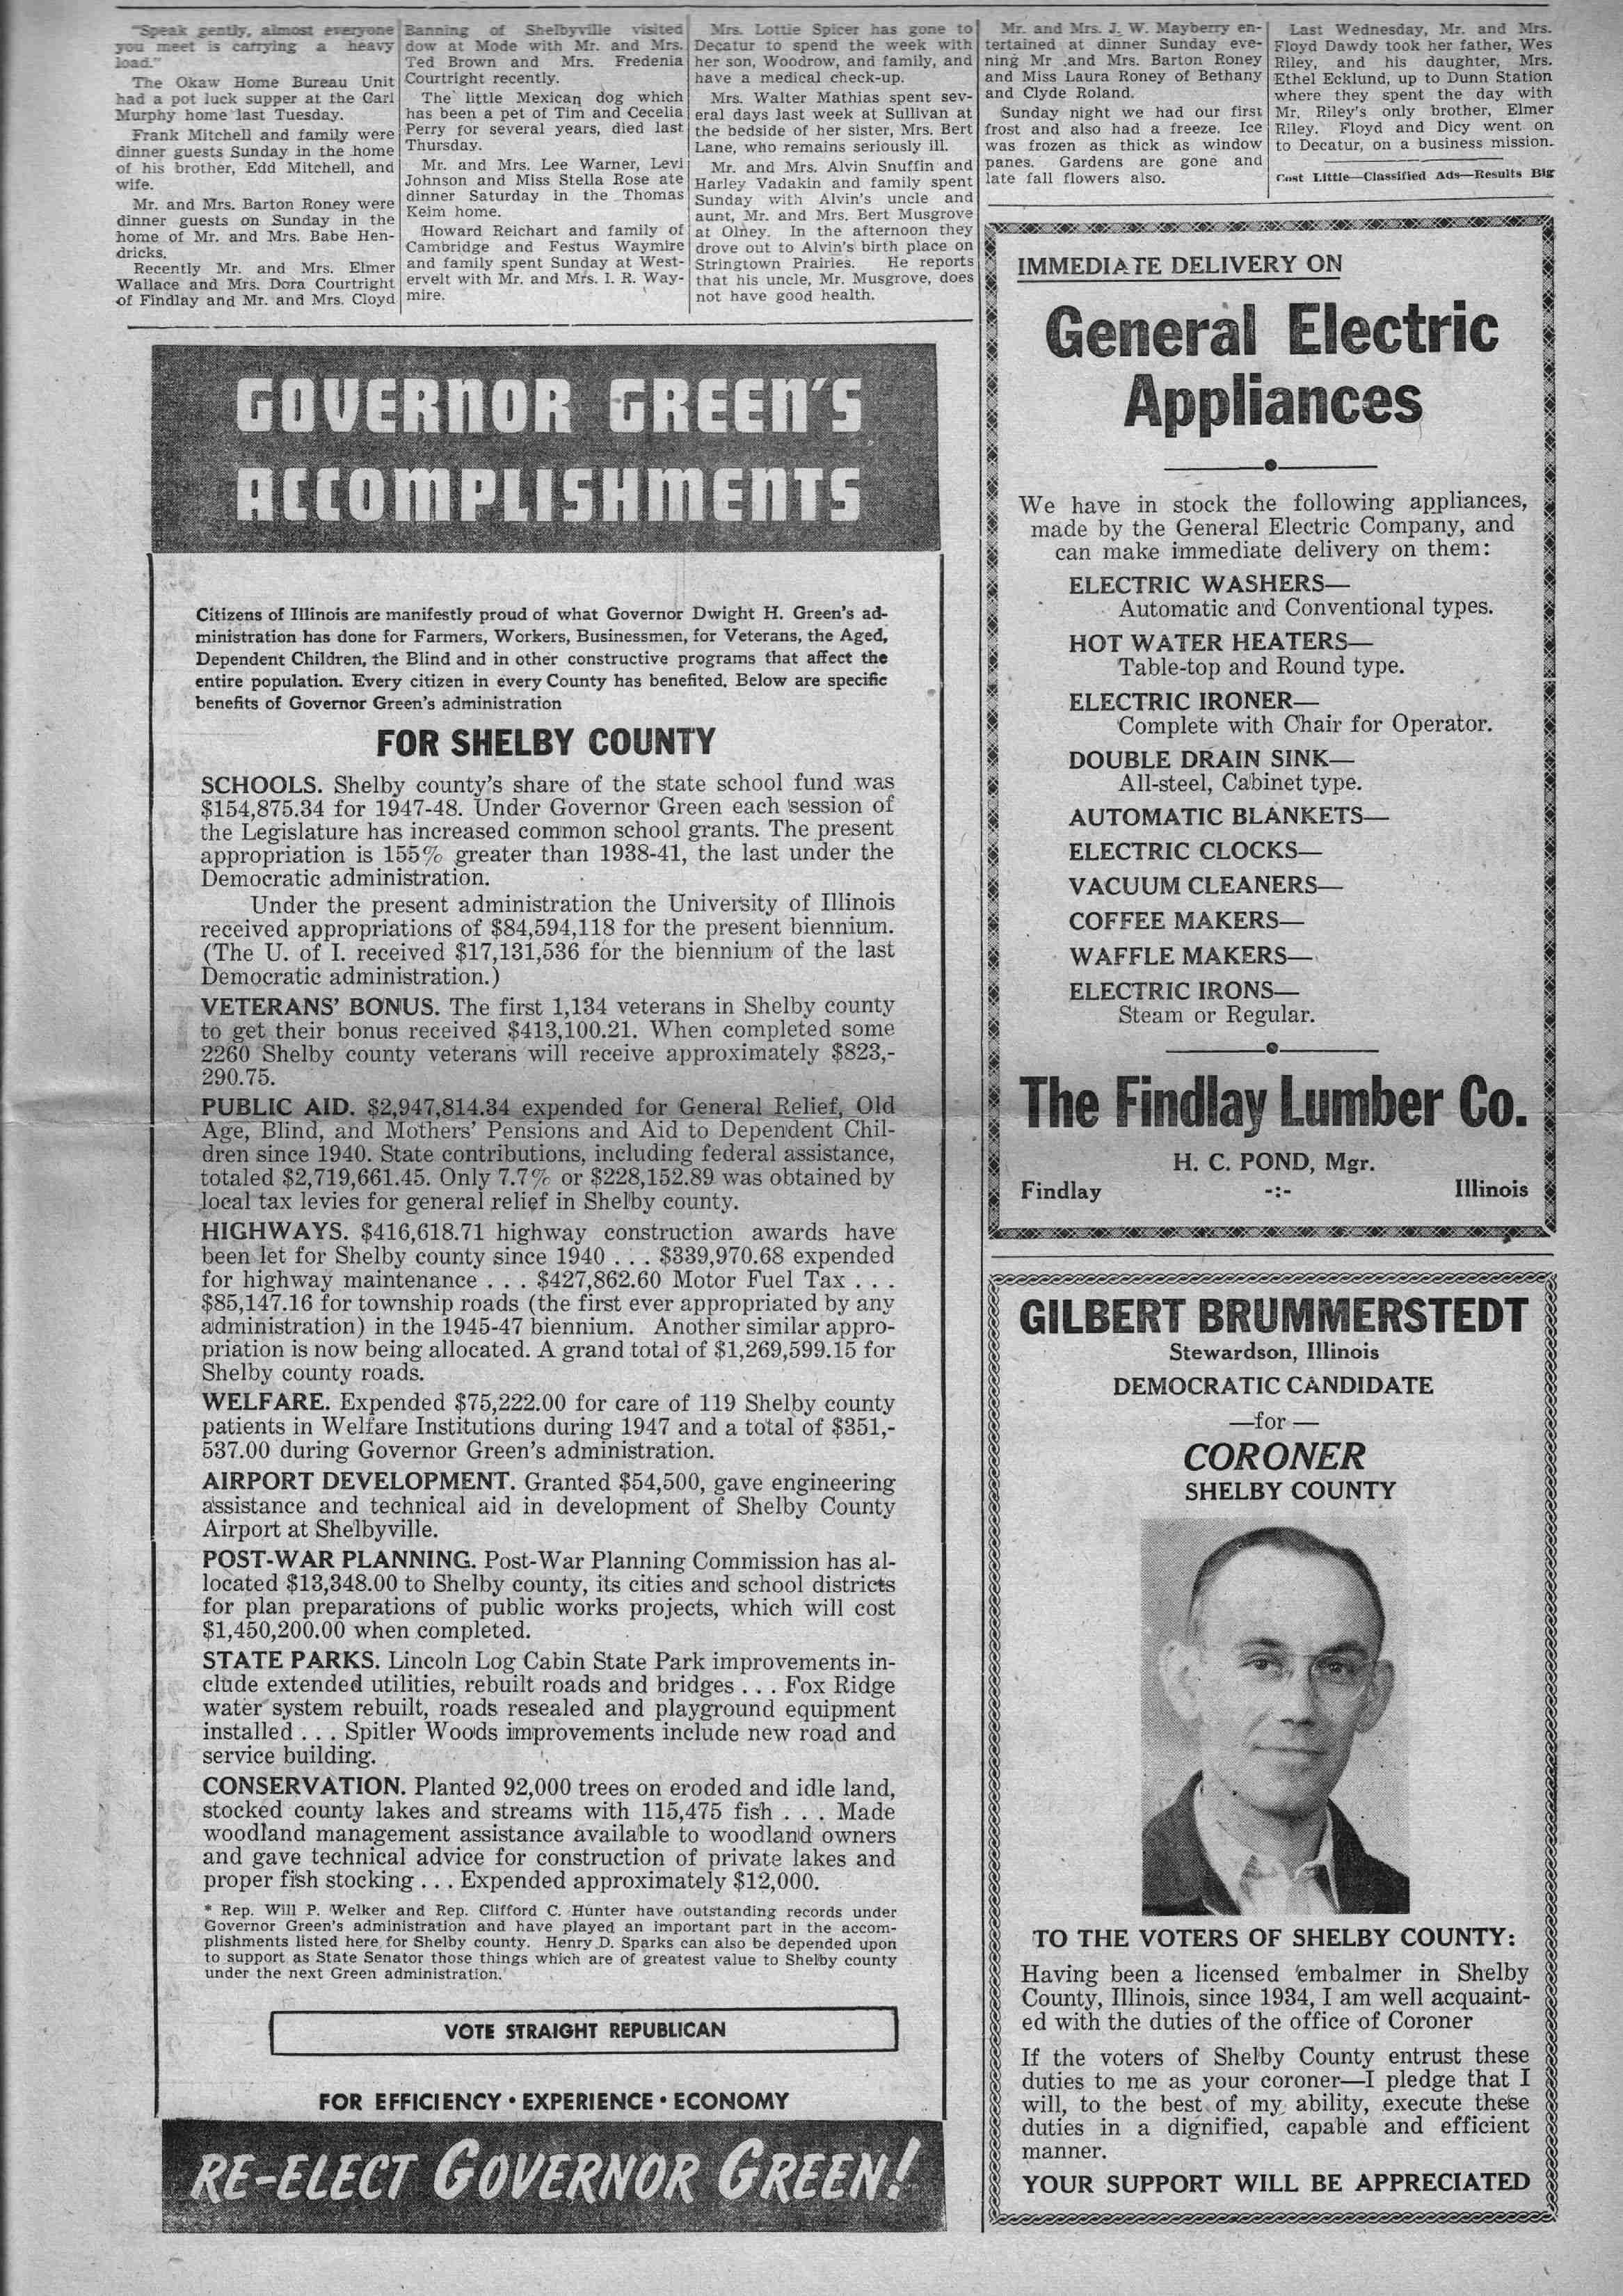 "Speak gently, almost everyone
you meet is carrying a heavy
load."
The Okaw Home Bureau Unit
had a pot luck supper at the Carl
Murphy home last Tuesday.
Frank Mitchell and family were
dinner guests Sunday in the home
of his brother, Edd Mitchell, and
wife.
Mr. and Mrs. Barton Roney were
dinner guests on Sunday in the
home of Mr. and Mrs. Babe Hen-
dricks.
Recently Mr. and Mrs. Elmer
Wallace and Mrs. Dora Courtright
of Findlay and Mr. and Mrs. Cloyd
Banning of Shelbyville visited
dow at Mode with Mr. and Mrs.
Ted Brown and Mrs. Fredenia
Courtright recently.
The little Mexican dog which
has been a pet of Tim and Cecelia
Perry for several years, died last
Thursday.
Mr. and Mrs. Lee Warner, Levi
Johnson and Miss Stella Rose ate
dinner Saturday in the Thomas
Keim home.
Howard Reichart and family of
Cambridge and Festus Waymire
and family spent Sunday at West-
ervelt with Mr. and Mrs. I. R. Way-
mire.
Mrs. Lottie Spicer has gone to
Decatur to spend the week with
her son, Woodrow, and family, and
have a medical check-up.
Mrs. Walter Mathias spent sev-
eral days last week at Sullivan at
the bedside of her sister, Mrs. Bert
Lane, who remains seriously ill.
Mr. and Mrs. Alvin Snuffin and
Harley Vadakin and family spent
Sunday with Alvin's uncle and
aunt, Mr. and Mrs. Bert Musgrove
at Olney. In the afternoon they
drove out to Alvin's birth place on
Stringtown Prairies. He reports
that his uncle, Mr. Musgrove, does
not have good health.
Mr. and Mrs. J. W. Mayberry en-
tertained at dinner Sunday eve-
ning Mr .and Mrs. Barton Roney
and Miss Laura Roney of Bethany
and Clyde Roland.
Sunday night we had our first
frost and also had a freeze. Ice
was frozen as thick as window
panes. Gardens are gone and
late fall flowers also.
Last Wednesday, Mr. and Mrs.
Floyd Dawdy took her father, Wes
Riley, and his daughter, Mrs.
Ethel Ecklund, up to Dunn Station
where they spent the day with
Mr. Riley's only brother, Elmer
Riley. Floyd and Dicy went on
to Decatur, on a business mission.
Cost Little—Classified Ads—Results Big
GOVERNOR GREEN'S
ACCOMPLISHMENTS
Citizens of Illinois are manifestly proud of what Governor Dwight H. Green's ad-
ministration has done for Farmers, Workers, Businessmen, for Veterans, the Aged,
Dependent Children, the Blind and in other constructive programs that affect the
entire population. Every citizen in every County has benefited. Below are specific
benefits of Governor Green's administration
FOR SHELBY COUNTY
SCHOOLS. Shelby county's share of the state school fund was
$154,875.34 for 1947-48. Under Governor Green each session of
the Legislature has increased common school grants. The present
appropriation is 155% greater than 1938-41, the last under the
Democratic administration.
Under the present administration the University of Illinois
received appropriations of $84,594,118 for the present biennium.
(The U. of I. received $17,131,536 for the biennium of the last
Democratic administration.)
VETERANS' BONUS. The first 1,134 veterans in Shelby county
to get their bonus received $413,100.21. When completed some
2260 Shelby county veterans will receive approximately $823,-
290.75.
PUBLIC AID. $2,947,814.34 expended for General Relief, Old
Age, Blind, and Mothers' Pensions and Aid to Dependent Chil-
dren since 1940. State contributions, including federal assistance,
totaled $2,719,661.45. Only 7.7% or $228,152.89 was obtained by
local tax levies for general relief in Shelby county.
HIGHWAYS. $416,618.71 highway construction awards have
been let for Shelby county since 1940 . . . $339,970.68 expended
for highway maintenance . . . $427,862.60 Motor Fuel Tax . . .
$85,147.16 for township roads (the first ever appropriated by any
administration) in the 1945-47 biennium. Another similar appro-
priation is now being allocated. A grand total of $1,269,599.15 for
Shelby county roads.
WELFARE. Expended $75,222.00 for care of 119 Shelby county
patients in Welfare Institutions during 1947 and a total of $351,-
537.00 during Governor Green's administration.
AIRPORT DEVELOPMENT. Granted $54,500, gave engineering
assistance and technical aid in development of Shelby County
Airport at Shelbyville.
POST-WAR PLANNING. Post-War Planning Commission has al-
located $13,348.00 to Shelby county, its cities and school districts
for plan preparations of public works projects, which will cost
$1,450,200.00 when completed.
STATE PARKS. Lincoln Log Cabin State Park improvements in-
clude extended utilities, rebuilt roads and bridges . . . Fox Ridge
water system rebuilt, roads resealed and playground equipment
installed . . . Spitler Woods improvements include new road and
service building.
CONSERVATION. Planted 92,000 trees on eroded and idle land,
stocked county lakes and streams with 115,475 fish . . . Made
woodland management assistance available to woodland owners
and gave technical advice for construction of private lakes and
proper fish stocking . . . Expended approximately $12,000.
* Rep. Will P. Welker and Rep. Clifford C. Hunter have outstanding records under
Governor Green's administration and have played an important part in the accom-
plishments listed here for Shelby county. Henry D. Sparks can also be depended upon
to support as State Senator those things which are of greatest value to Shelby county
under the next Green administration.
VOTE STRAIGHT REPUBLICAN
FOR EFFICIENCY • EXPERIENCE • ECONOMY
RE-ELECT GOVERNOR GREEN!
IMMEDIATE DELIVERY ON
General Electric
Appliances
We have in stock the following appliances,
made by the General Electric Company, and
can make immediate delivery on them:
ELECTRIC WASHERS—
Automatic and Conventional types.
HOT WATER HEATERS—
Table-top and Round type.
ELECTRIC IRONER—
Complete with Chair for Operator.
DOUBLE DRAIN SINK—
All-steel, Cabinet type.
AUTOMATIC BLANKETS—
ELECTRIC CLOCKS—
VACUUM CLEANERS—
COFFEE MAKERS—
WAFFLE MAKERS—
ELECTRIC IRONS—
Steam or Regular.
The Findlay Lumber Co.
H. C. POND, Mgr.
Findlay -:- Illinois
GILBERT BRUMMERSTEDT
Stewardson, Illinois
DEMOCRATIC CANDIDATE
—for —
CORONER
SHELBY COUNTY
TO THE VOTERS OF SHELBY COUNTY:
Having been a licensed embalmer in Shelby
County, Illinois, since 1934, I am well acquaint-
ed with the duties of the office of Coroner
If the voters of Shelby County entrust these
duties to me as your coroner—I pledge that I
will, to the best of my ability, execute these
duties in a dignified, capable and efficient
manner.
YOUR SUPPORT WILL BE APPRECIATED